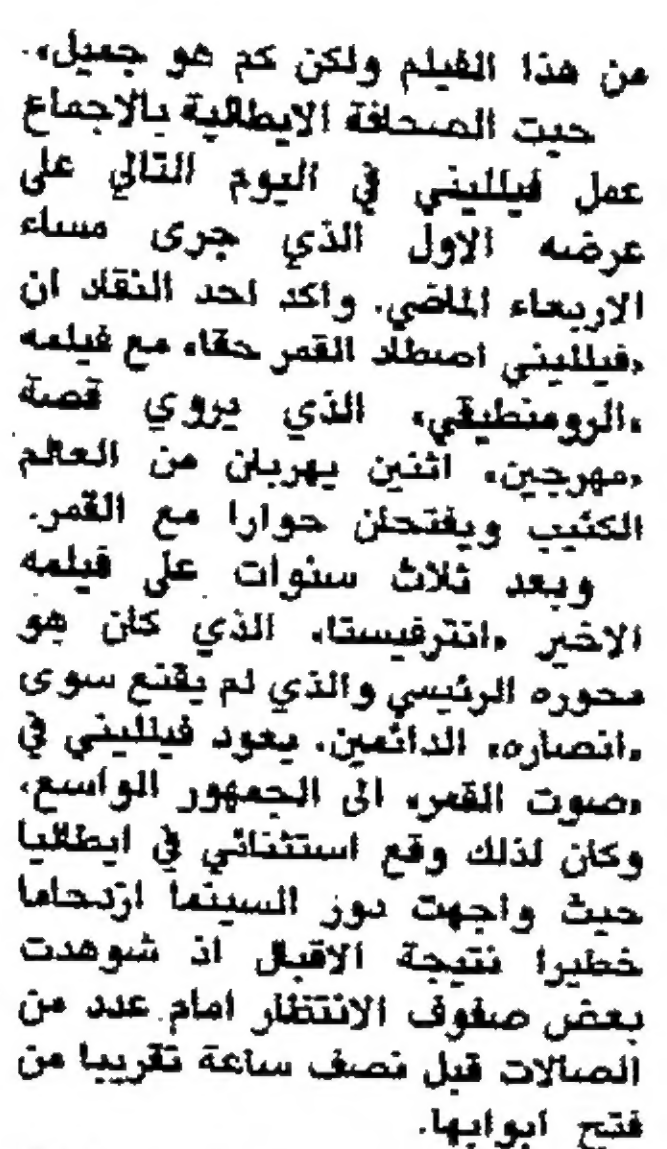 من هذا الفيلم ولكن كم هو جميل».
حيت الصحافة الايطالية بالاجماع
عمل فيلليني في اليوم التالي على
عرضه الاول الذي جرى مساء
الاربعاء الماضي. واكد احد النقاد ان
«فيلليني اصطاد القمر حقا» مع فيلمه
«الرومنطيقي» الذي يروي قصة
«مهرجين» اثنين يهربان من العالم
الكئيب ويفتحان حوارا مع القمر.
وبعد ثلاث سنوات على فيلمه
الاخير «انترفيستا» الذي كان هو
محوره الرئيسي والذي لم يقنع سوى
«انصاره» الدائمين، يعود فيلليني في
«صوت القمر» الى الجمهور الواسع،
وكان لذلك وقع استثنائي في ايطاليا
حيث واجهت دور السينما ازدحاما
خطيرا نتيجة الاقبال اذ شوهدت
بعض صفوف الانتظار امام عدد من
الصالات قبل نصف ساعة تقريبا من
فتح ابوابها.